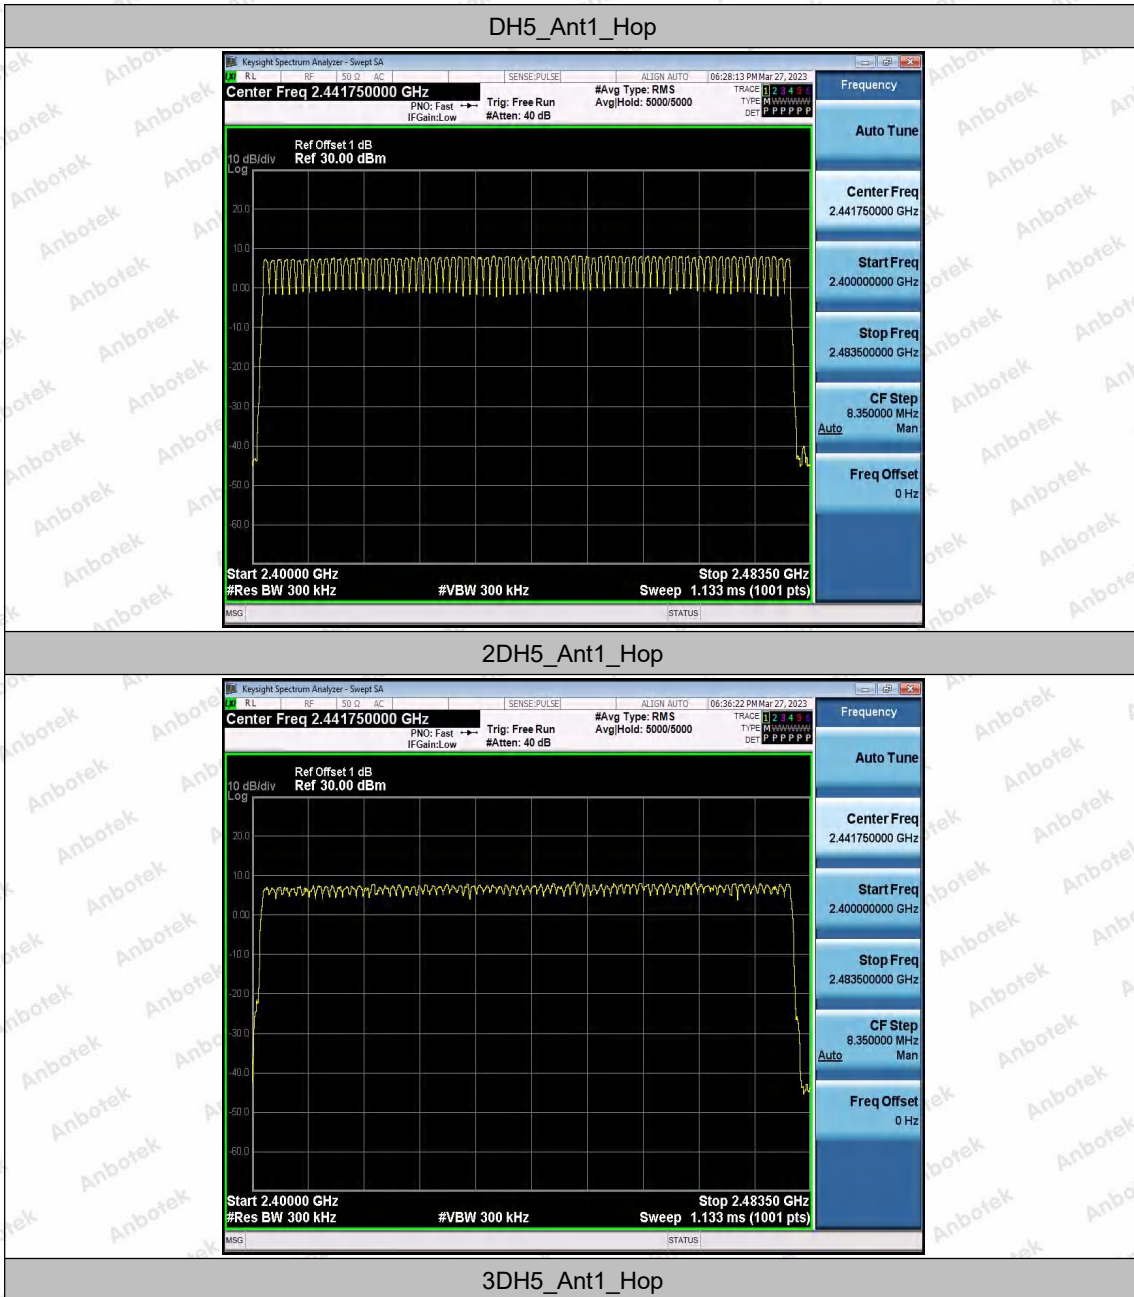 DH5_Ant1_Hop
Keysight Spectrum Analyzer - Swept SA
RL RF 50 Ω AC SENSE:PULSE ALIGN AUTO 06:28:13 PM Mar 27, 2023
Center Freq 2.441750000 GHz
PNO: Fast
IFGain:Low
Trig: Free Run
#Atten: 40 dB
#Avg Type: RMS
Avg|Hold: 5000/5000
TRACE 1 2 3 4 5 6
TYPE M W W W W W
DET P P P P P P
Ref Offset 1 dB
10 dB/div Ref 30.00 dBm
Log
20.0
10.0
0.00
-10.0
-20.0
-30.0
-40.0
-50.0
-60.0
Start 2.40000 GHz Stop 2.48350 GHz
#Res BW 300 kHz #VBW 300 kHz Sweep 1.133 ms (1001 pts)
MSG STATUS
Frequency
Auto Tune
Center Freq
2.441750000 GHz
Start Freq
2.400000000 GHz
Stop Freq
2.483500000 GHz
CF Step
8.350000 MHz
Auto Man
Freq Offset
0 Hz
2DH5_Ant1_Hop
Keysight Spectrum Analyzer - Swept SA
RL RF 50 Ω AC SENSE:PULSE ALIGN AUTO 06:36:22 PM Mar 27, 2023
Center Freq 2.441750000 GHz
PNO: Fast
IFGain:Low
Trig: Free Run
#Atten: 40 dB
#Avg Type: RMS
Avg|Hold: 5000/5000
TRACE 1 2 3 4 5 6
TYPE M W W W W W
DET P P P P P P
Ref Offset 1 dB
10 dB/div Ref 30.00 dBm
Log
20.0
10.0
0.00
-10.0
-20.0
-30.0
-40.0
-50.0
-60.0
Start 2.40000 GHz Stop 2.48350 GHz
#Res BW 300 kHz #VBW 300 kHz Sweep 1.133 ms (1001 pts)
MSG STATUS
Frequency
Auto Tune
Center Freq
2.441750000 GHz
Start Freq
2.400000000 GHz
Stop Freq
2.483500000 GHz
CF Step
8.350000 MHz
Auto Man
Freq Offset
0 Hz
3DH5_Ant1_Hop